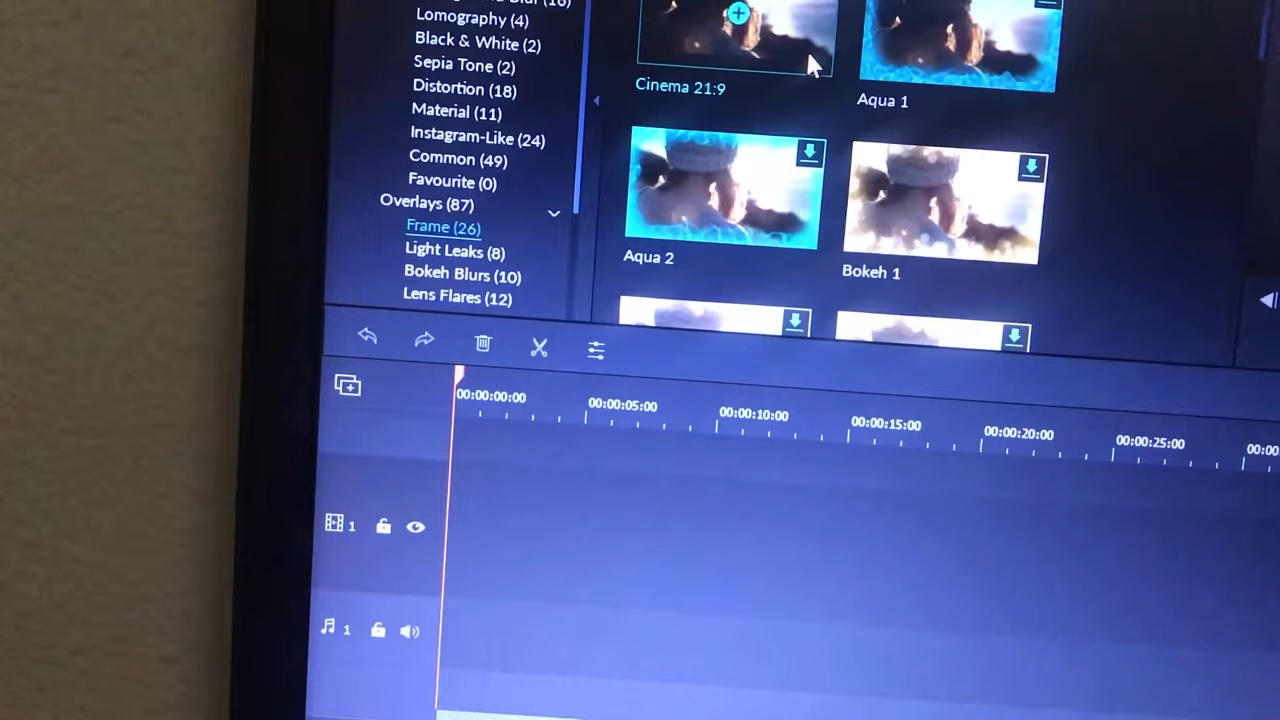 Lomography (4)
Black & White (2)
Sepia Tone (2)
Distortion (18)
Material (11)
Instagram-Like (24)
Common (49)
Favourite (0)
Overlays (87)
Frame (26)
Light Leaks (8)
Bokeh Blurs (10)
Lens Flares (12)
Cinema 21:9
Aqua 1
Aqua 2
Bokeh 1
00:00:00:00
00:00:05:00
00:00:10:00
00:00:15:00
00:00:20:00
00:00:25:00
00:00
1
1